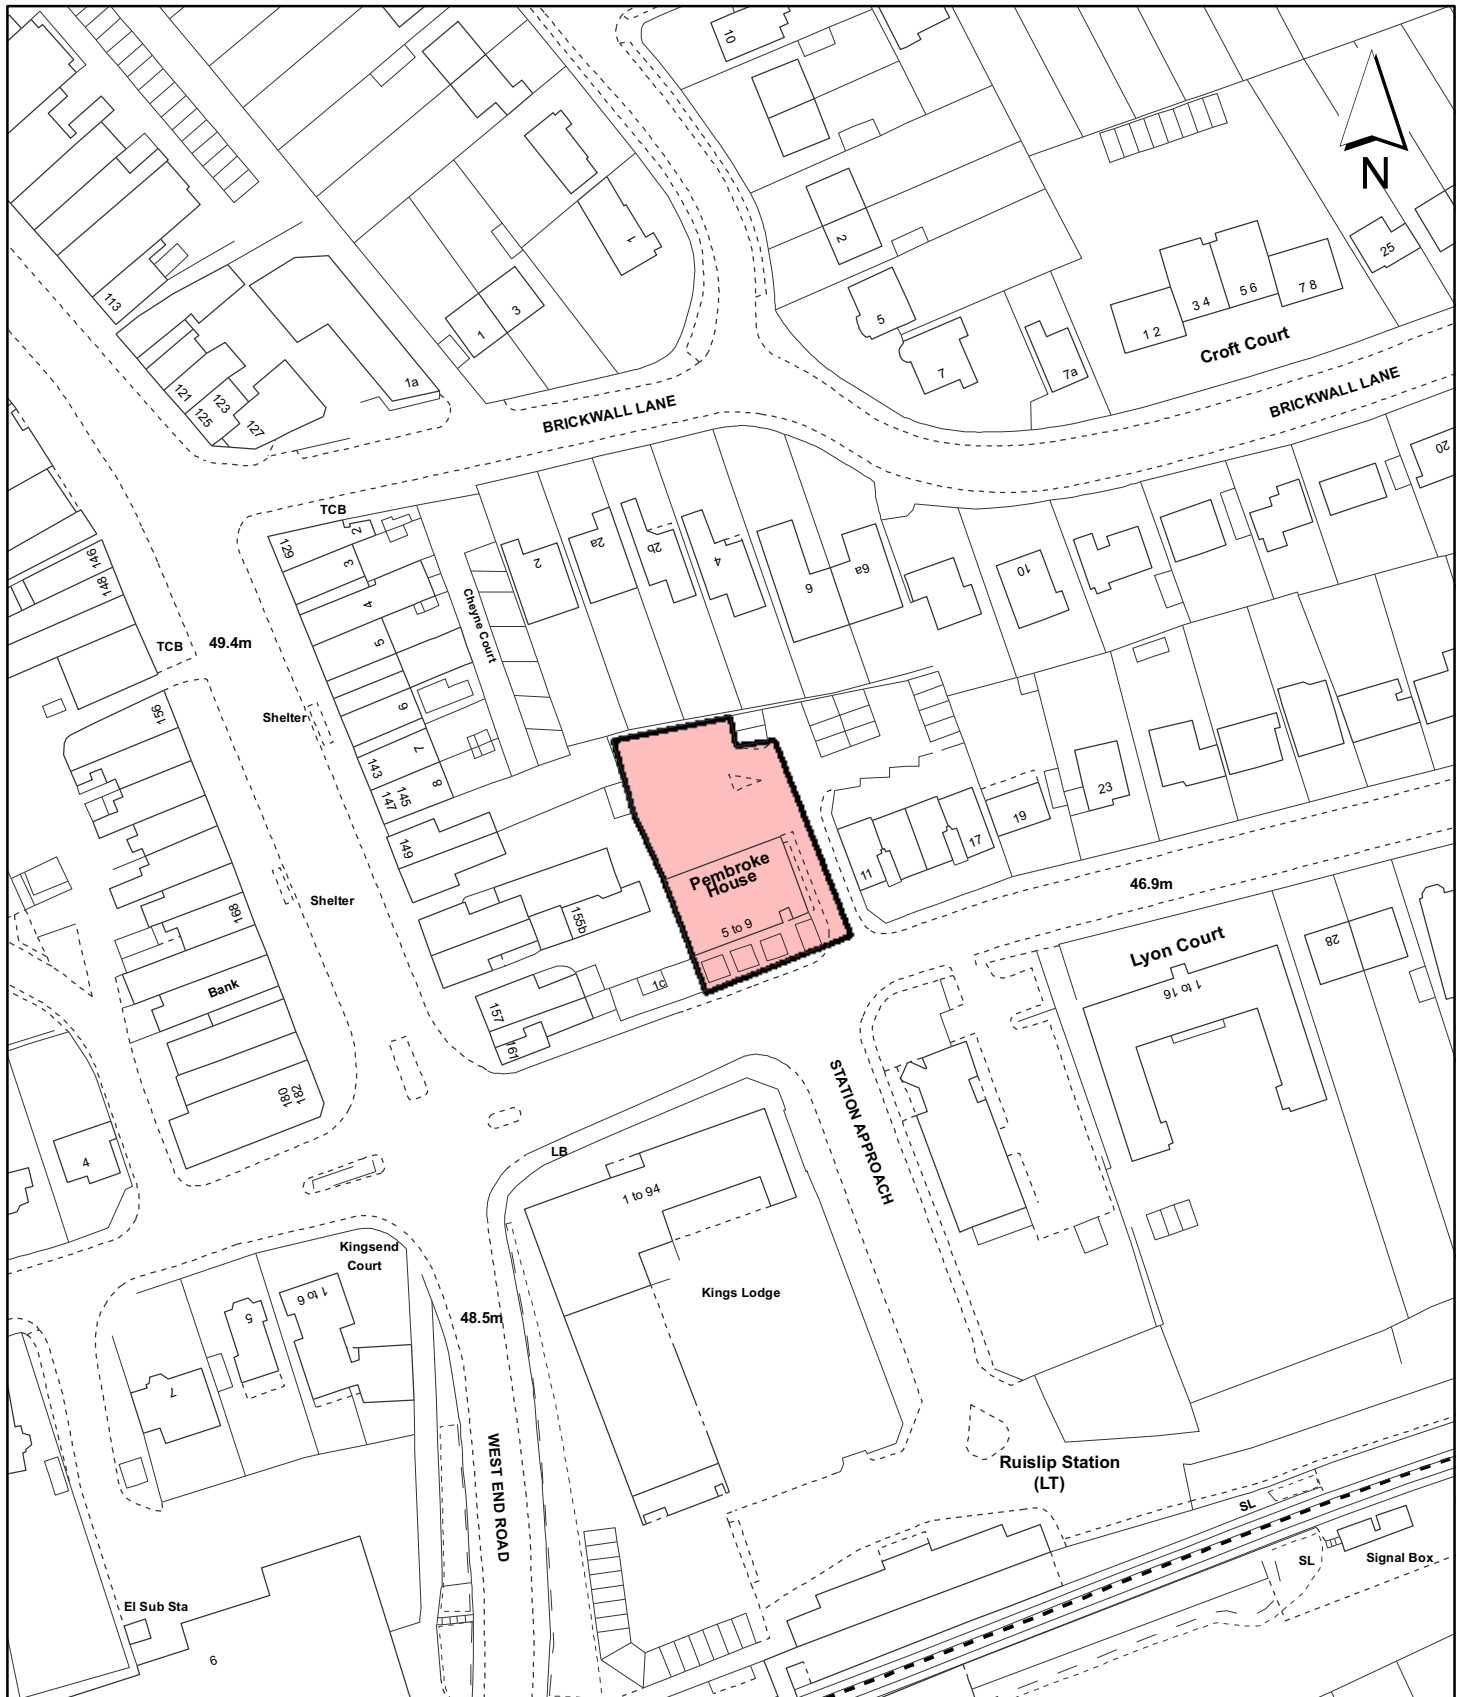 10
N
2
1
25
1 2
3 4
5 6
7 8
Croft Court
113
1
3
5
7
7a
1a
121
123
125
127
BRICKWALL LANE
BRICKWALL LANE
20
TCB
129
2
3
4
5
6
7
8
Cheyne Court
2
2a
2b
4
6
6a
10
146
148
TCB
49.4m
Shelter
156
143
145
147
149
Pembroke
House
5 to 9
11
17
19
23
46.9m
Shelter
168
155b
Bank
1c
157
161
Lyon Court
1 to 16
28
180
182
STATION APPROACH
4
LB
1 to 94
Kingsend
Court
1 to 6
5
7
48.5m
Kings Lodge
WEST END ROAD
Ruislip Station
(LT)
SL
SL
Signal Box
El Sub Sta
6